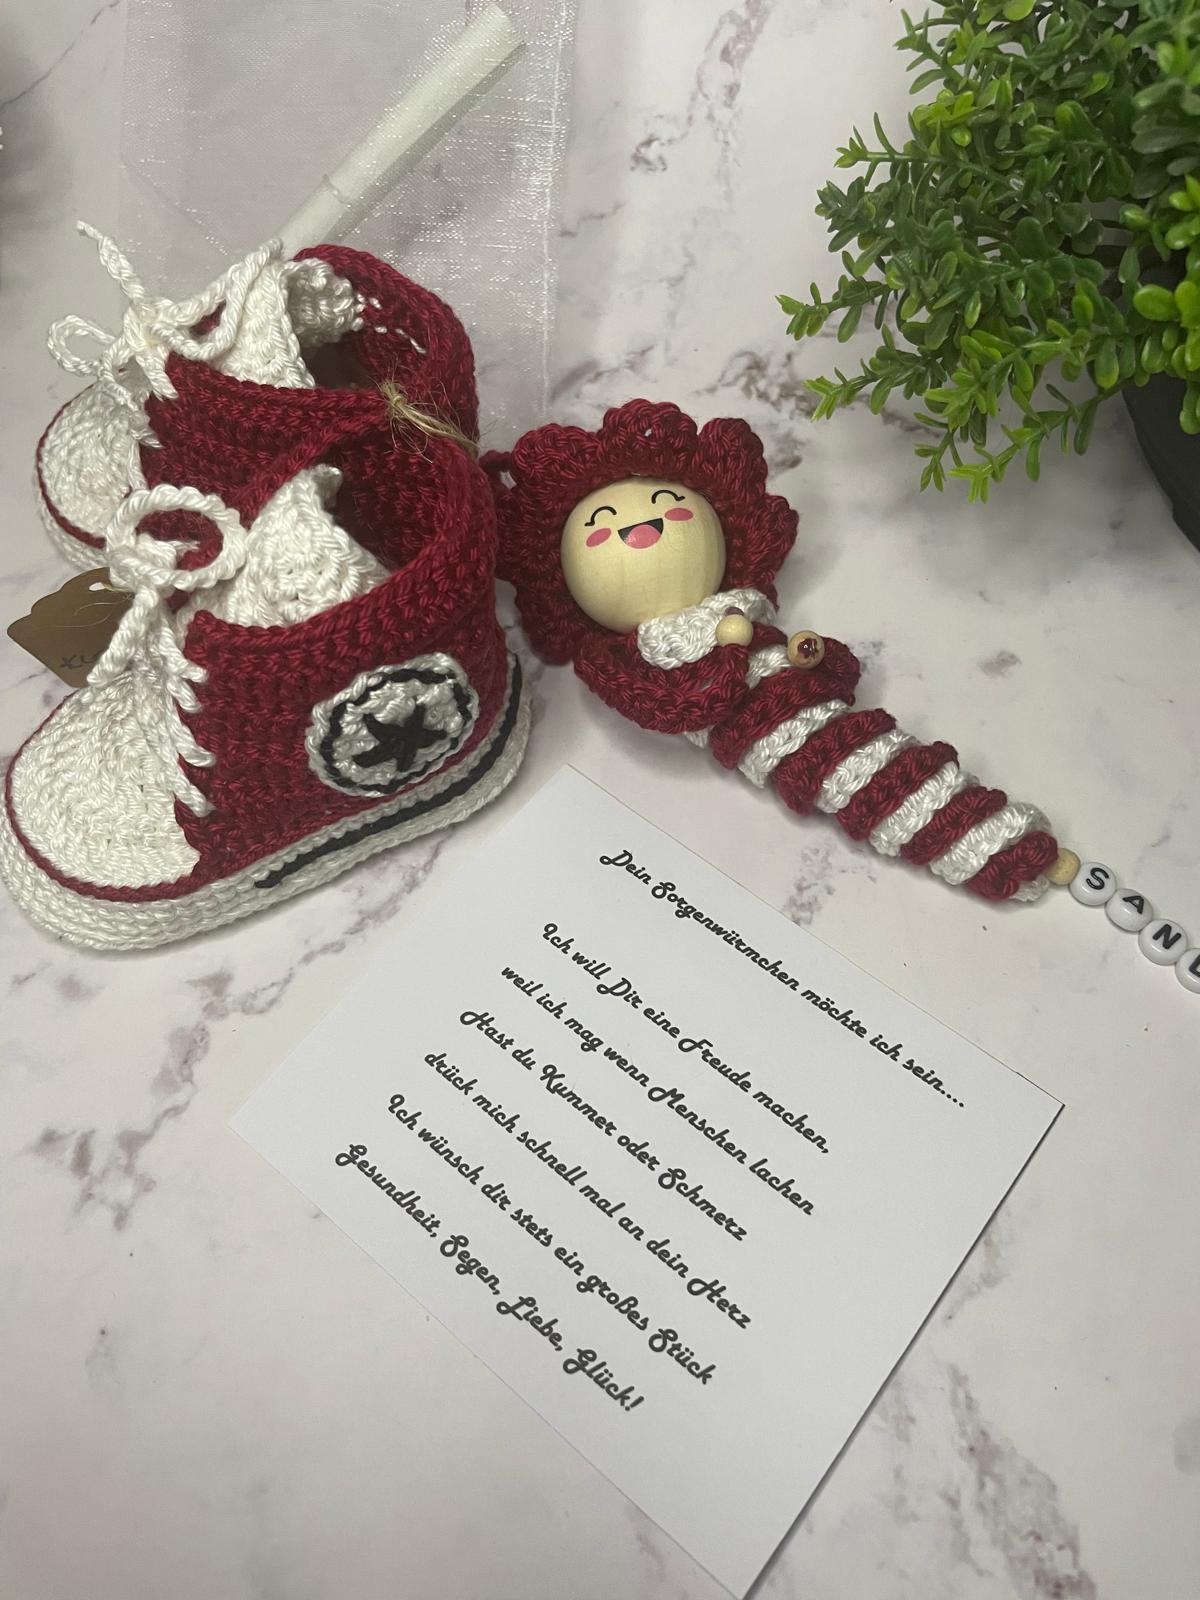 Dein Sorgenwürmchen möchte ich sein....
Ich will Dir eine Freude machen,
weil ich mag wenn Menschen lachen
Hast du Kummer oder Schmerz
drück mich schnell mal an dein Herz
Ich wünsch dir stets ein großes Stück
Gesundheit, Segen, Liebe, Glück!
SAN